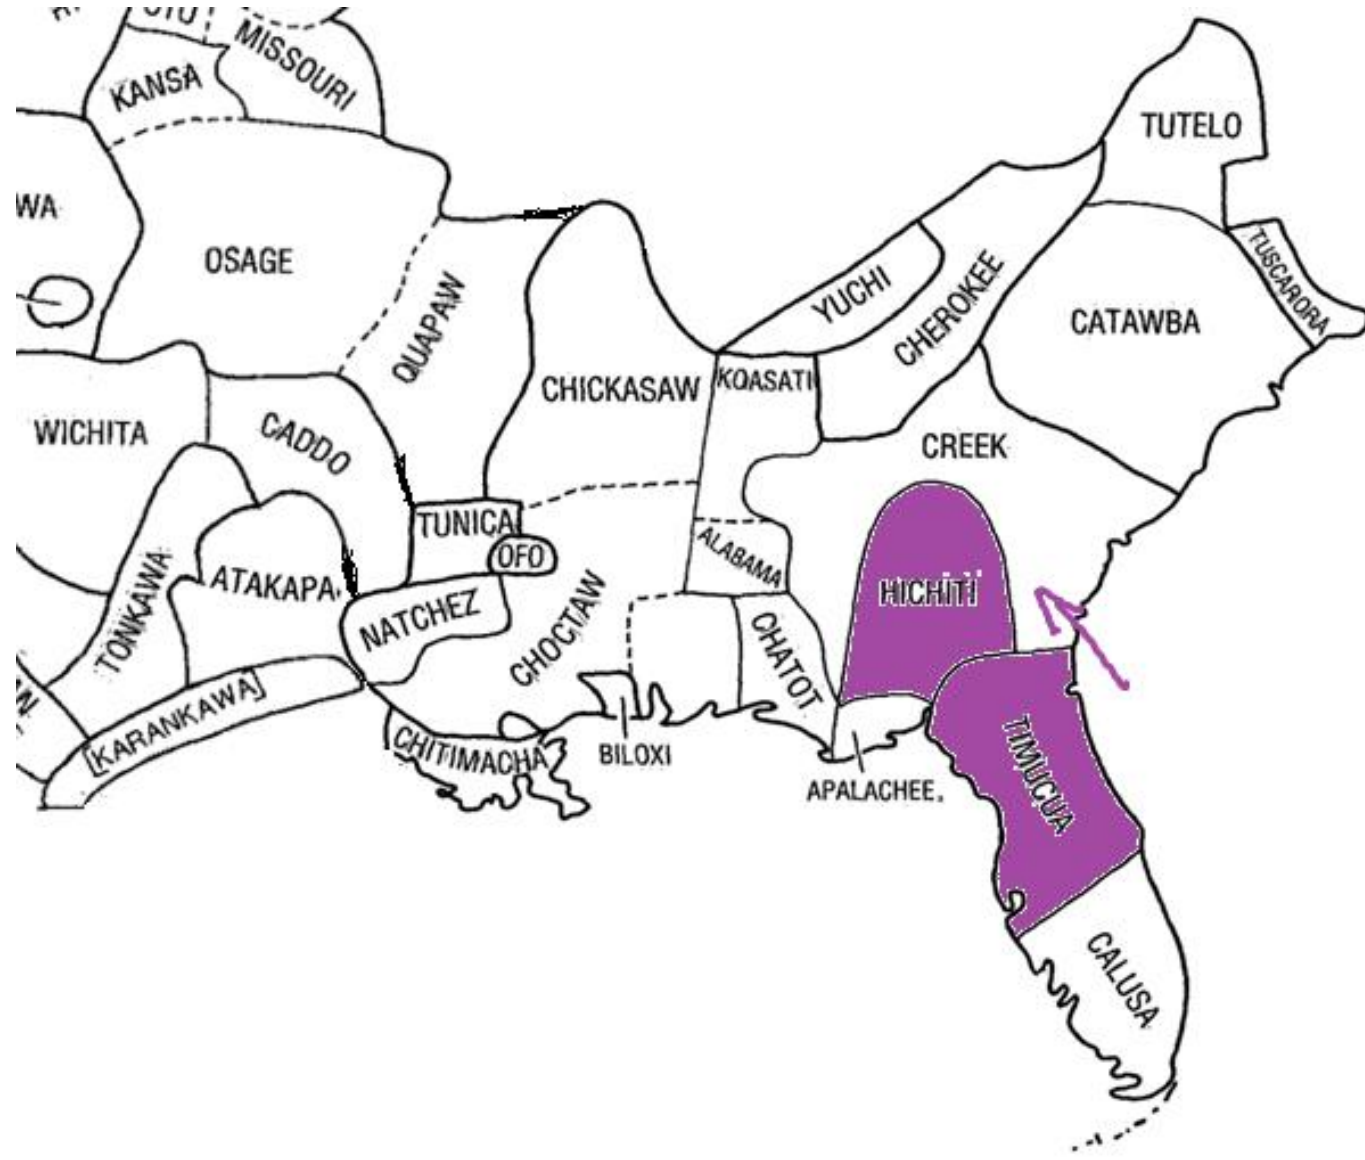 MISSOURI
KANSA
TUTELO
WA
OSAGE
TUSCARORA
YUCHI
CHEROKEE
QUAPAW
CATAWBA
CHICKASAW
KOASATI
WICHITA
CADDO
CREEK
TUNICA
OFO
ALABAMA
TONKAWA
ATAKAPA
HICHITI
NATCHEZ
CHOCTAW
CHATOT
KARANKAWA
CHITIMACHA
BILOXI
APALACHEE.
TIMUCUA
CALUSA